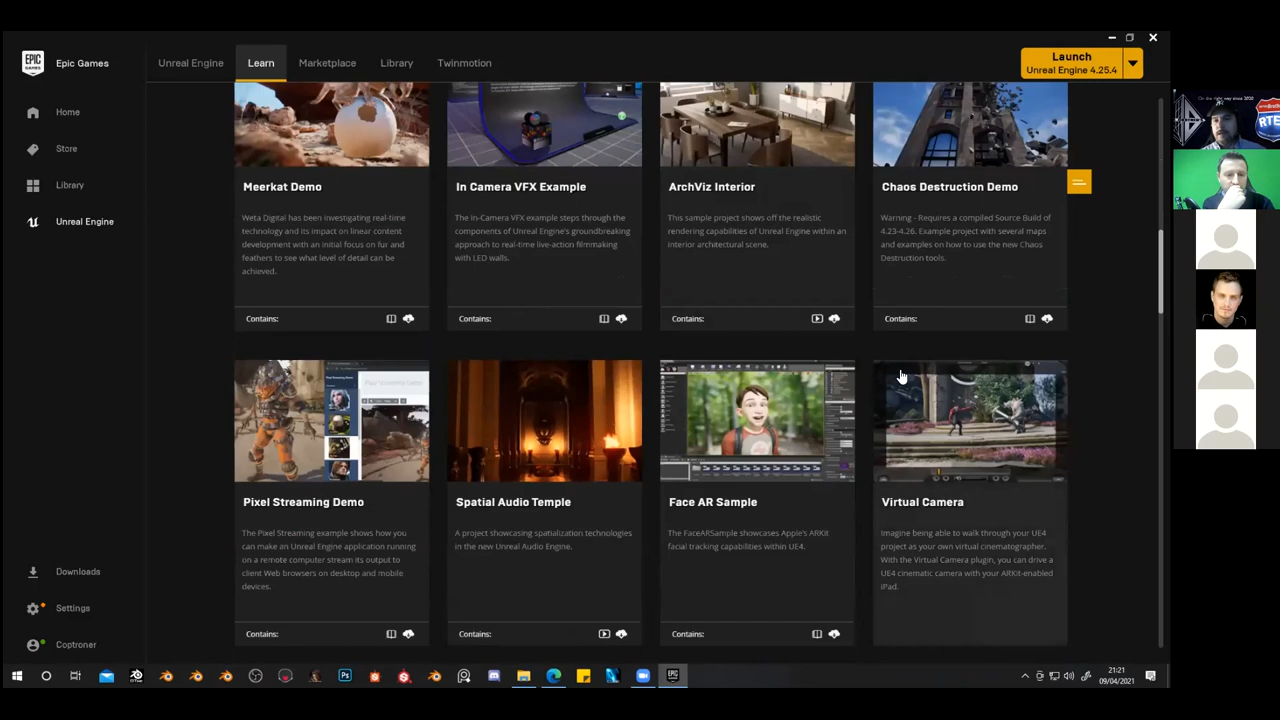 EPIC GAMES
Epic Games
Unreal Engine
Learn
Marketplace
Library
Twinmotion
Launch
Unreal Engine 4.25.4
Home
Store
Library
Unreal Engine
Downloads
Settings
Coptroner
Meerkat Demo
Weta Digital has been investigating real-time
technology and its impact on linear content
development with an initial focus on fur and
feathers to see what level of detail can be
achieved.
Contains:
In Camera VFX Example
The In-Camera VFX example steps through the
components of Unreal Engine's groundbreaking
approach to real-time live-action filmmaking
with LED walls.
Contains:
ArchViz Interior
This sample project shows off the realistic
rendering capabilities of Unreal Engine within an
interior architectural scene.
Contains:
Chaos Destruction Demo
Warning - Requires a compiled Source Build of
4.23-4.26. Example project with several maps
and examples on how to use the new Chaos
Destruction tools.
Contains:
Pixel Streaming Demo
The Pixel Streaming example shows how you
can make an Unreal Engine application running
on a remote computer stream its output to
client Web browsers on desktop and mobile
devices.
Contains:
Spatial Audio Temple
A project showcasing spatialization technologies
in the new Unreal Audio Engine.
Contains:
Face AR Sample
The FaceARSample showcases Apple's ARKit
facial tracking capabilities within UE4.
Contains:
Virtual Camera
Imagine being able to walk through your UE4
project as your own virtual cinematographer.
With the Virtual Camera plugin, you can drive a
UE4 cinematic camera with your ARKit-enabled
iPad.
On the right way since 2020
RTE
Ps
EPIC
21:21
09/04/2021